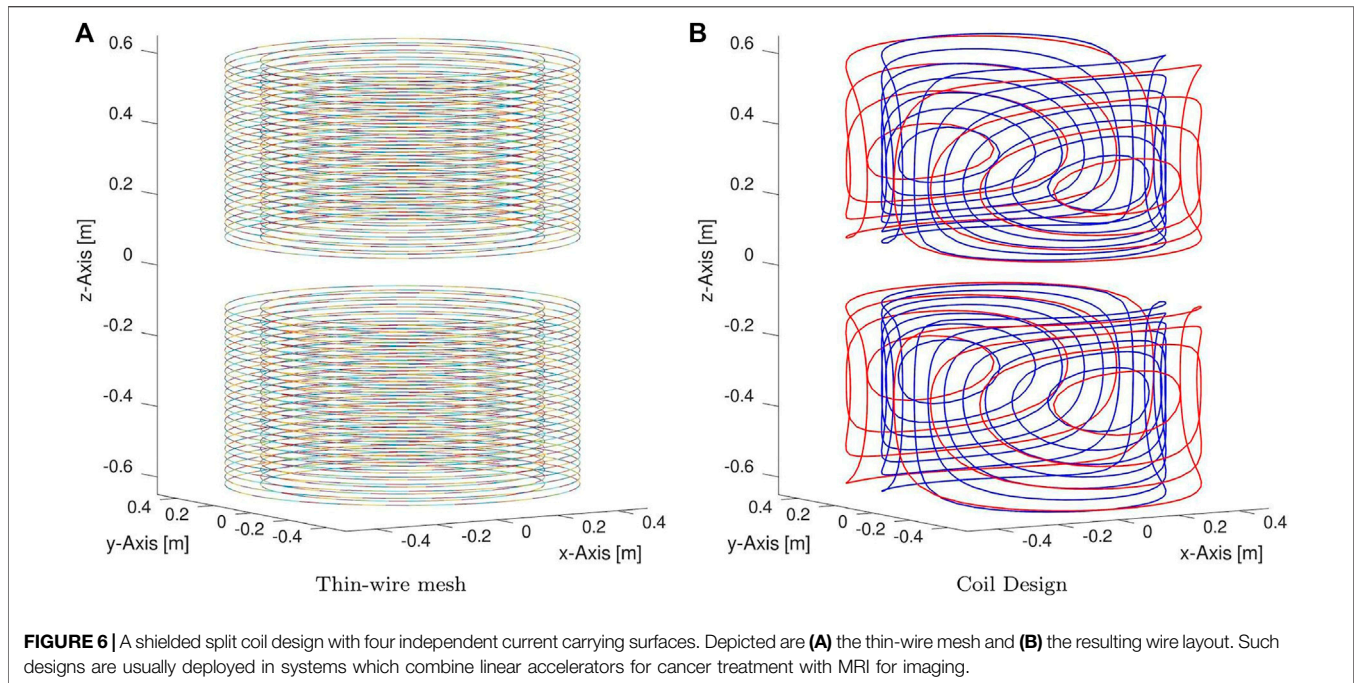 A
0.6
0.4
0.2
0
-0.2
-0.4
-0.6
z-Axis [m]
0.4
0.2
0
-0.2
-0.4
y-Axis [m]
-0.4
-0.2
0
0.2
0.4
x-Axis [m]
Thin-wire mesh
B
0.6
0.4
0.2
0
-0.2
-0.4
-0.6
z-Axis [m]
0.4
0.2
0
-0.2
-0.4
y-Axis [m]
-0.4
-0.2
0
0.2
0.4
x-Axis [m]
Coil Design
FIGURE 6 | A shielded split coil design with four independent current carrying surfaces. Depicted are (A) the thin-wire mesh and (B) the resulting wire layout. Such
designs are usually deployed in systems which combine linear accelerators for cancer treatment with MRI for imaging.